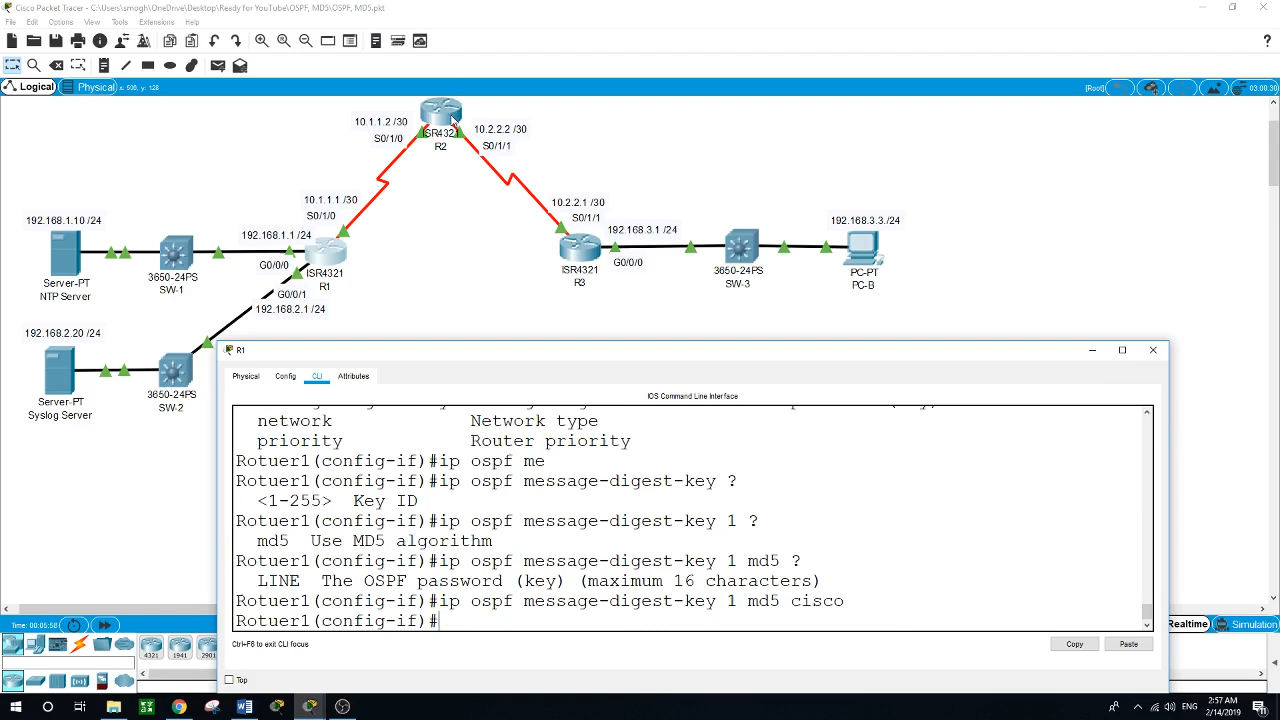 Cisco Packet Tracer - C:\Users\smogh\OneDrive\Desktop\Ready for YouTube\OSPF, MD5\OSPF, MD5.pkt
File Edit Options View Tools Extensions Help
?
Logical Physical x: 500, y: 128 [Root] 03:00:30
10.1.1.2 /30
S0/1/0
ISR4321
R2
10.2.2.2 /30
S0/1/1
10.1.1.1 /30
S0/1/0
10.2.2.1 /30
S0/1/1
192.168.1.10 /24
192.168.1.1 /24
192.168.3.1 /24
192.168.3.3. /24
Server-PT
NTP Server
3650-24PS
SW-1
G0/0/0
ISR4321
R1
ISR4321
R3
G0/0/0
3650-24PS
SW-3
PC-PT
PC-B
G0/0/1
192.168.2.1 /24
192.168.2.20 /24
Server-PT
Syslog Server
3650-24PS
SW-2
R1
Physical Config CLI Attributes
IOS Command Line Interface
network Network type
priority Router priority
Rotuer1(config-if)#ip ospf me
Rotuer1(config-if)#ip ospf message-digest-key ?
<1-255> Key ID
Rotuer1(config-if)#ip ospf message-digest-key 1 ?
md5 Use MD5 algorithm
Rotuer1(config-if)#ip ospf message-digest-key 1 md5 ?
LINE The OSPF password (key) (maximum 16 characters)
Rotuer1(config-if)#ip ospf message-digest-key 1 md5 cisco
Rotuer1(config-if)#
Ctrl+F6 to exit CLI focus
Copy Paste
Top
Time: 00:05:58
Realtime Simulation
4321 1941 2901
ENG
2:57 AM
2/14/2019